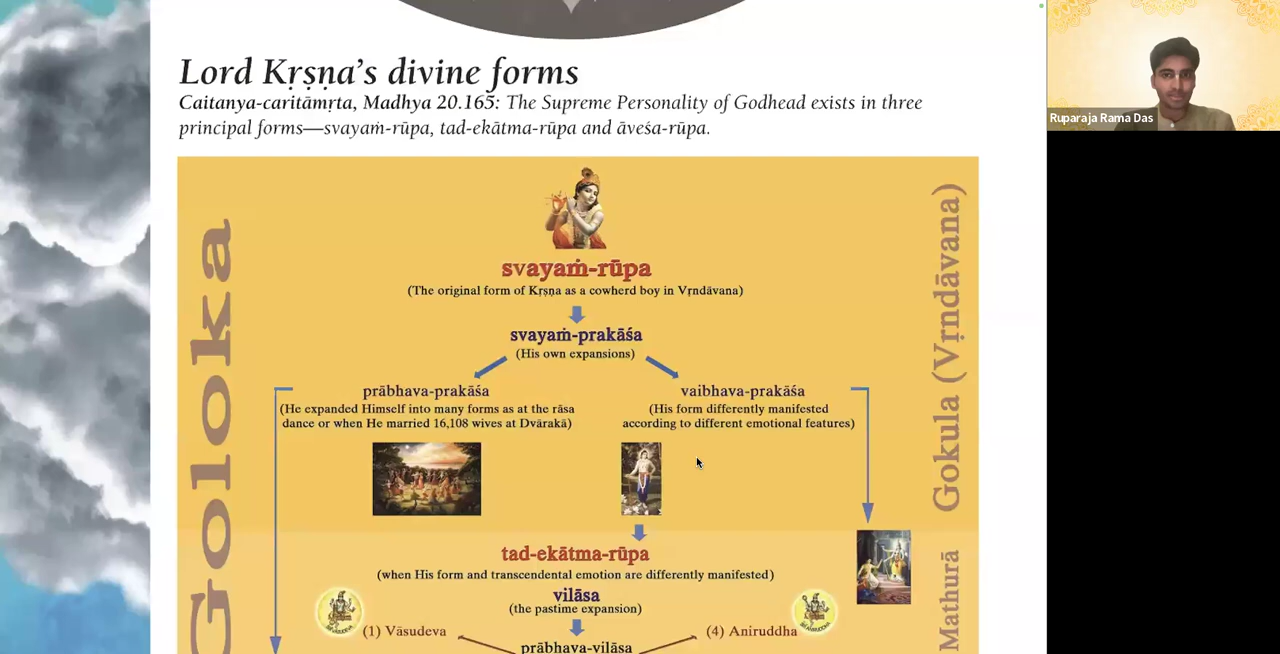 Lord Kṛṣṇa's divine forms
Caitanya-caritāmṛta, Madhya 20.165: The Supreme Personality of Godhead exists in three
principal forms—svayaṁ-rūpa, tad-ekātma-rūpa and āveśa-rūpa.
Ruparaja Rama Das
Goloka
Gokula (Vṛndāvana)
svayaṁ-rūpa
(The original form of Kṛṣṇa as a cowherd boy in Vṛndāvana)
svayaṁ-prakāśa
(His own expansions)
prābhava-prakāśa
(He expanded Himself into many forms as at the rāsa
dance or when He married 16,108 wives at Dvārakā)
vaibhava-prakāśa
(His form differently manifested
according to different emotional features)
tad-ekātma-rūpa
(when His form and transcendental emotion are differently manifested)
vilāsa
(the pastime expansion)
Mathurā
(1) Vāsudeva
(4) Aniruddha
prābhava-vilāsa